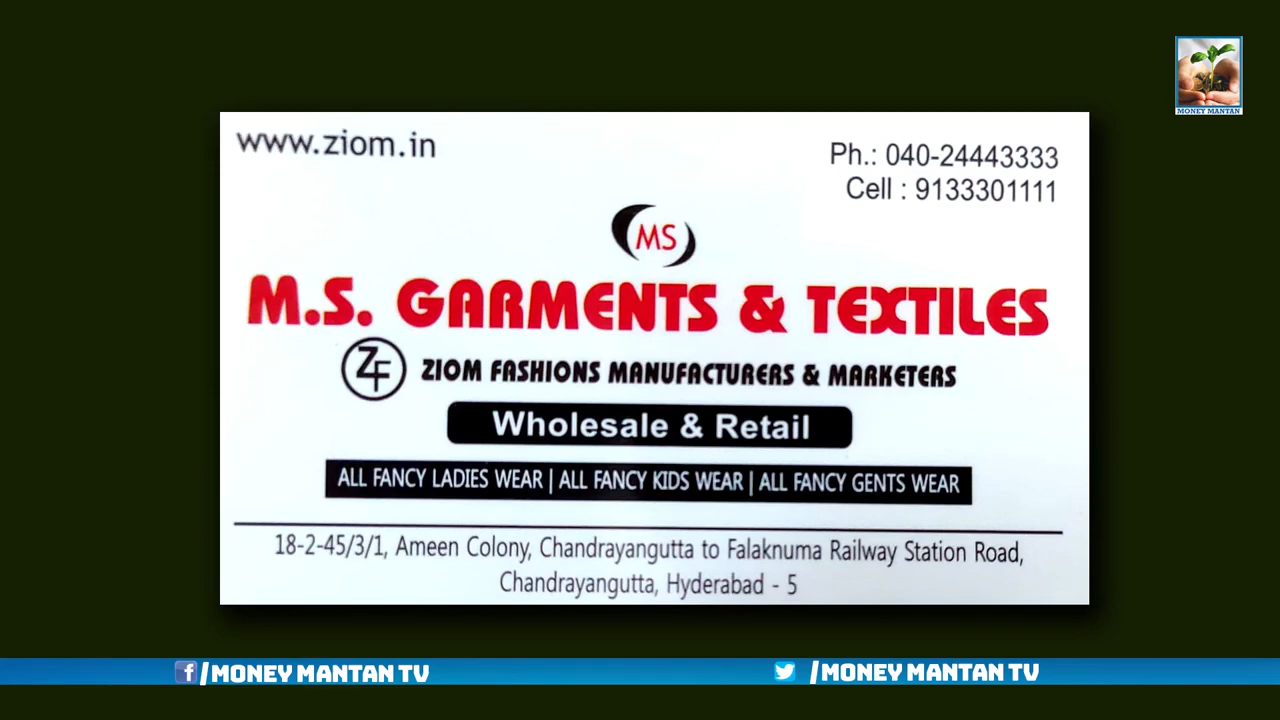 MONEY MANTAN
www.ziom.in
Ph.: 040-24443333
Cell : 9133301111
MS
M.S. GARMENTS & TEXTILES
ZF ZIOM FASHIONS MANUFACTURERS & MARKETERS
Wholesale & Retail
ALL FANCY LADIES WEAR | ALL FANCY KIDS WEAR | ALL FANCY GENTS WEAR
18-2-45/3/1, Ameen Colony, Chandrayangutta to Falaknuma Railway Station Road,
Chandrayangutta, Hyderabad - 5
f/MONEY MANTAN TV
/MONEY MANTAN TV